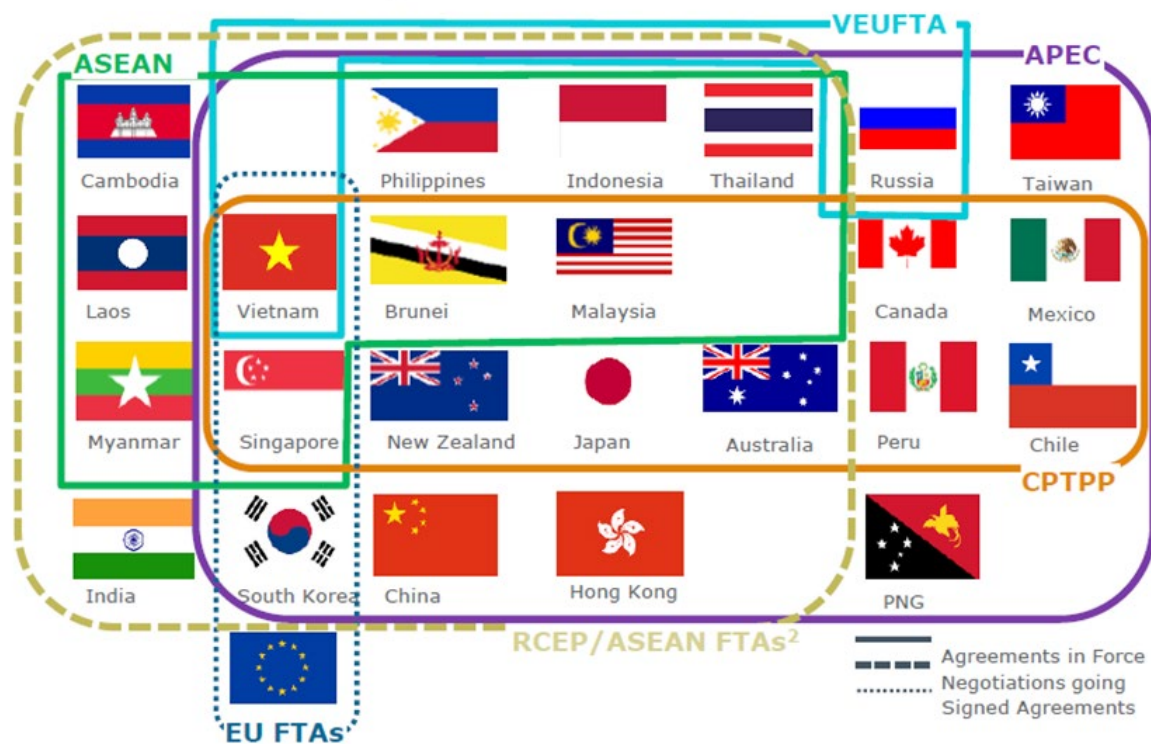 VEUFTA
ASEAN
APEC
Cambodia
Philippines
Indonesia
Thailand
Russia
Taiwan
Laos
Vietnam
Brunei
Malaysia
Canada
Mexico
Myanmar
Singapore
New Zealand
Japan
Australia
Peru
Chile
CPTPP
India
South Korea
China
Hong Kong
PNG
RCEP/ASEAN FTAs²
Agreements in Force
Negotiations going
Signed Agreements
EU FTAs